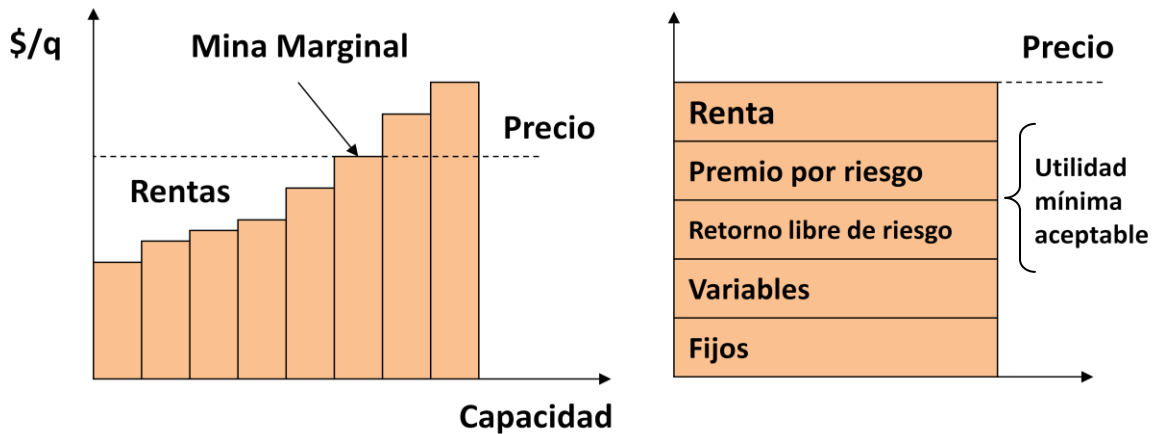 $/q
Mina Marginal
Precio
Rentas
Capacidad
Precio
Renta
Premio por riesgo
Retorno libre de riesgo
Variables
Fijos
Utilidad
mínima
aceptable